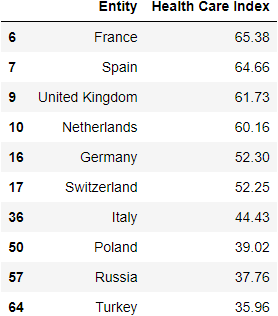 Entity Health Care Index
6 France 65.38
7 Spain 64.66
9 United Kingdom 61.73
10 Netherlands 60.16
16 Germany 52.30
17 Switzerland 52.25
36 Italy 44.43
50 Poland 39.02
57 Russia 37.76
64 Turkey 35.96